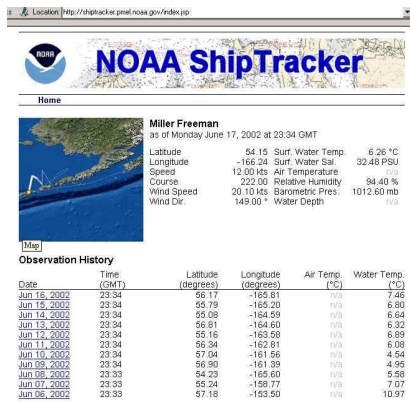 Location: http://shiptracker.pmel.noaa.gov/index.jsp
NOAA
NOAA ShipTracker
Home
Miller Freeman
as of Monday June 17, 2002 at 23:34 GMT
Latitude 54.15 Surf. Water Temp. 6.26 °C
Longitude -166.24 Surf. Water Sal. 32.48 PSU
Speed 12.00 kts Air Temperature n/a
Course 222.00 Relative Humidity 94.40 %
Wind Speed 20.10 kts Barometric Pres. 1012.60 mb
Wind Dir. 149.00 ° Water Depth n/a
Map
Observation History
Date Time (GMT) Latitude (degrees) Longitude (degrees) Air Temp. (°C) Water Temp. (°C)
Jun 16, 2002 23:34 56.17 -165.81 n/a 7.46
Jun 15, 2002 23:34 55.79 -165.20 n/a 6.80
Jun 14, 2002 23:34 55.08 -164.59 n/a 6.64
Jun 13, 2002 23:34 56.81 -164.60 n/a 6.32
Jun 12, 2002 23:34 55.16 -163.58 n/a 6.89
Jun 11, 2002 23:34 56.34 -162.81 n/a 6.08
Jun 10, 2002 23:34 57.04 -161.56 n/a 4.54
Jun 09, 2002 23:34 56.90 -161.39 n/a 4.95
Jun 08, 2002 23:33 54.23 -165.60 n/a 5.58
Jun 07, 2002 23:33 55.24 -158.77 n/a 7.07
Jun 06, 2002 23:33 57.18 -153.50 n/a 10.97